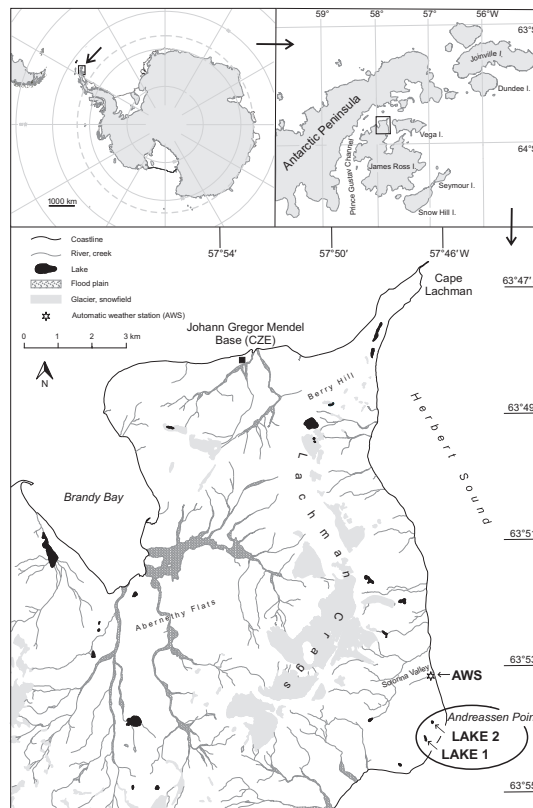 59°
58°
57°
56°W
63°S
Joinville I.
Dundee I.
Antarctic Peninsula
Prince Gustav Channel
Vega I.
64°S
James Ross I.
Seymour I.
Snow Hill I.
1000 km
Coastline
River, creek
Lake
Flood plain
Glacier, snowfield
Automatic weather station (AWS)
0 1 2 3 km
N
57°54'
57°50'
57°46'
63°47'
Cape
Lachman
Johann Gregor Mendel
Base (CZE)
Berry Hill
63°49'
Herbert Sound
Lachman Crags
Brandy Bay
63°51'
Abernethy Flats
63°53'
Solorina Valley
AWS
Andreassen Point
LAKE 2
LAKE 1
63°55'